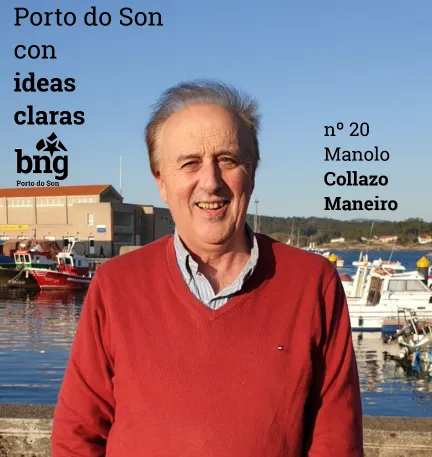 Porto do Son
con
ideas
claras
bng
Porto do Son
nº 20
Manolo
Collazo
Maneiro